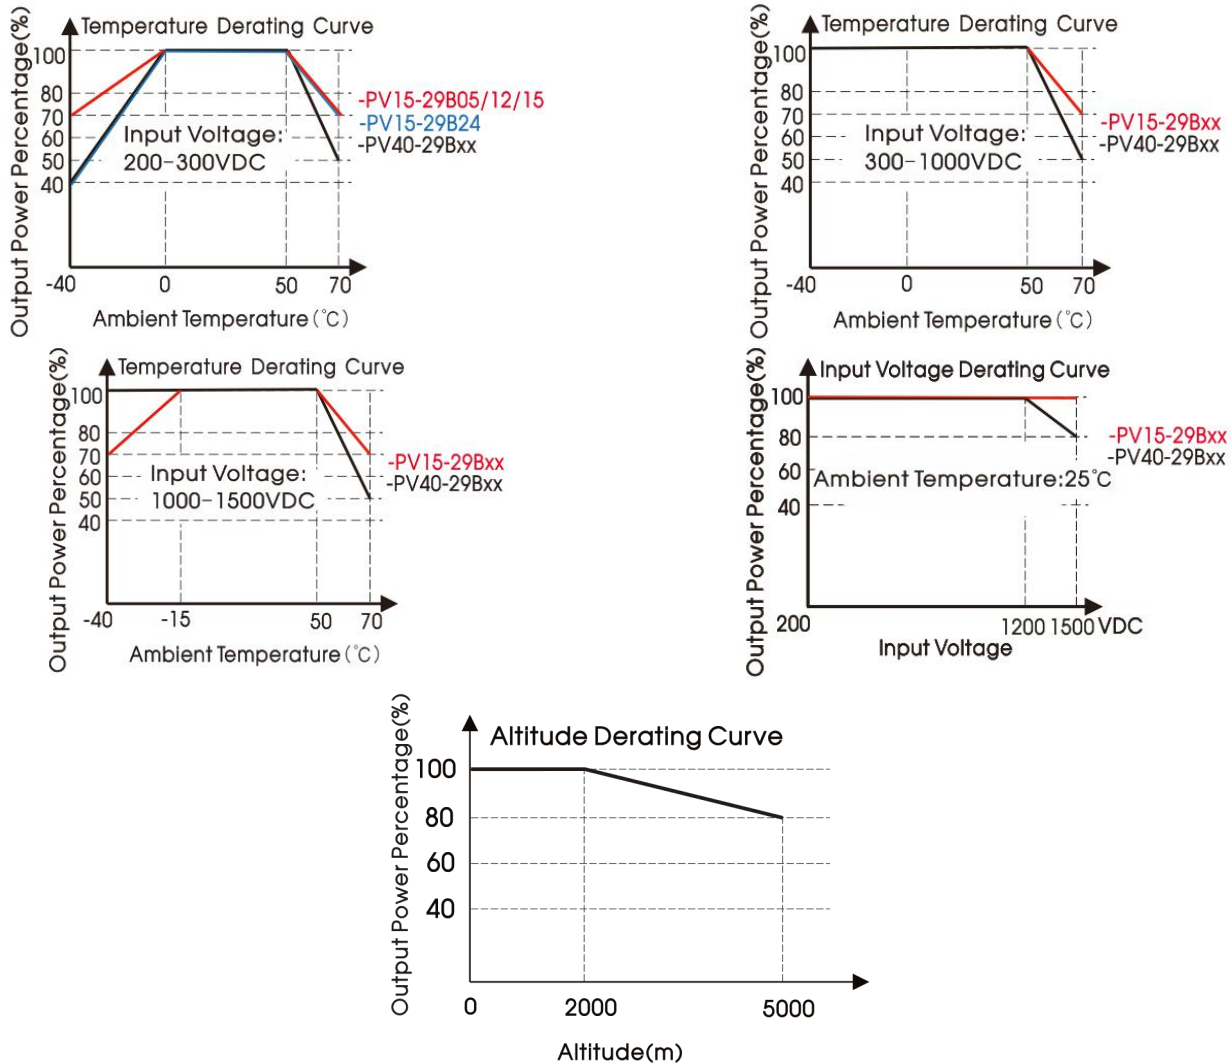 Temperature Derating Curve
Output Power Percentage(%)
100
80
70
60
50
40
Input Voltage:
200-300VDC
-PV15-29B05/12/15
-PV15-29B24
-PV40-29Bxx
-40
0
50
70
Ambient Temperature(°C)
Temperature Derating Curve
Output Power Percentage(%)
100
80
70
60
50
40
Input Voltage:
300-1000VDC
-PV15-29Bxx
-PV40-29Bxx
-40
0
50
70
Ambient Temperature(°C)
Temperature Derating Curve
Output Power Percentage(%)
100
80
70
60
50
40
Input Voltage:
1000-1500VDC
-PV15-29Bxx
-PV40-29Bxx
-40
-15
50
70
Ambient Temperature(°C)
Input Voltage Derating Curve
Output Power Percentage(%)
100
80
60
40
Ambient Temperature:25°C
-PV15-29Bxx
-PV40-29Bxx
200
1200
1500
VDC
Input Voltage
Altitude Derating Curve
Output Power Percentage(%)
100
80
60
40
0
2000
5000
Altitude(m)